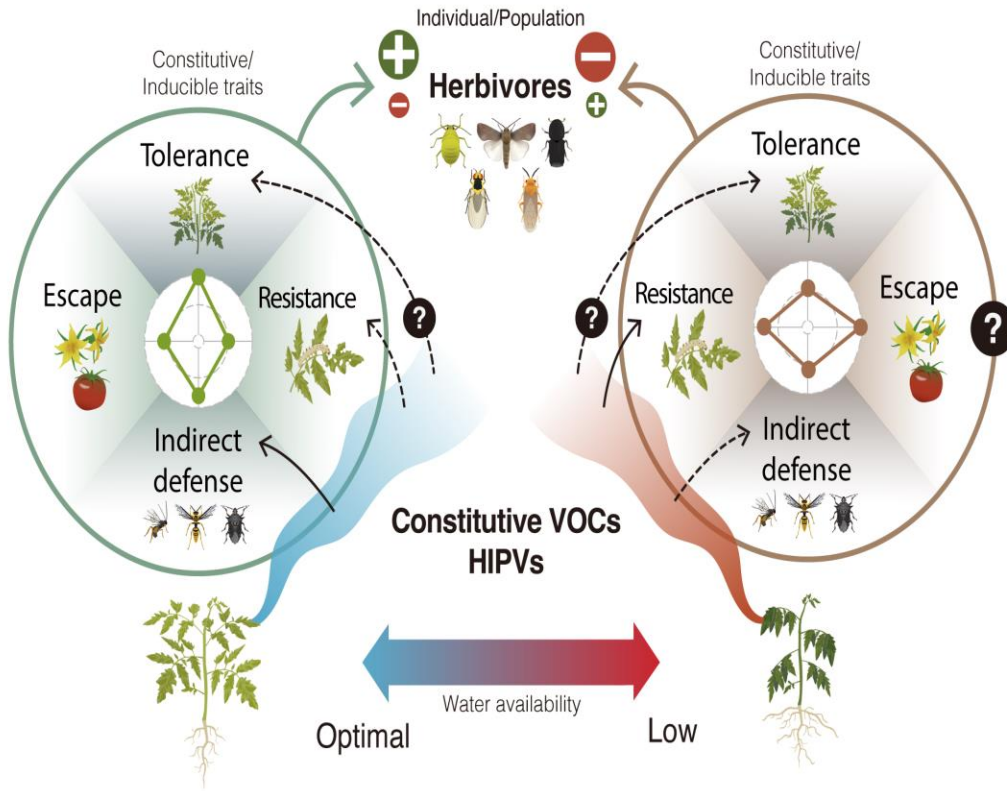 Individual/Population
Constitutive/
Inducible traits
Herbivores
Constitutive/
Inducible traits
Tolerance
Escape
Resistance
Indirect
defense
?
Tolerance
Resistance
Escape
Indirect
defense
?
?
Constitutive VOCs
HIPVs
Water availability
Optimal
Low